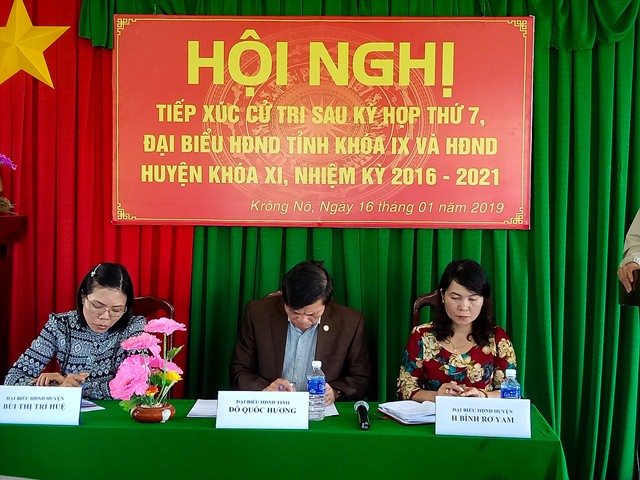 HỘI NGHỊ
TIẾP XÚC CỬ TRI SAU KỲ HỌP THỨ 7,
ĐẠI BIỂU HĐND TỈNH KHÓA IX VÀ HĐND
HUYỆN KHÓA XI, NHIỆM KỲ 2016 - 2021
Krông Nô, Ngày 16 tháng 01 năm 2019
ĐẠI BIỂU HĐND HUYỆN
BÙI THỊ TRÍ HUỆ
ĐẠI BIỂU HĐND TỈNH
ĐỖ QUỐC HƯƠNG
ĐẠI BIỂU HĐND HUYỆN
H BÌNH RƠ YAM